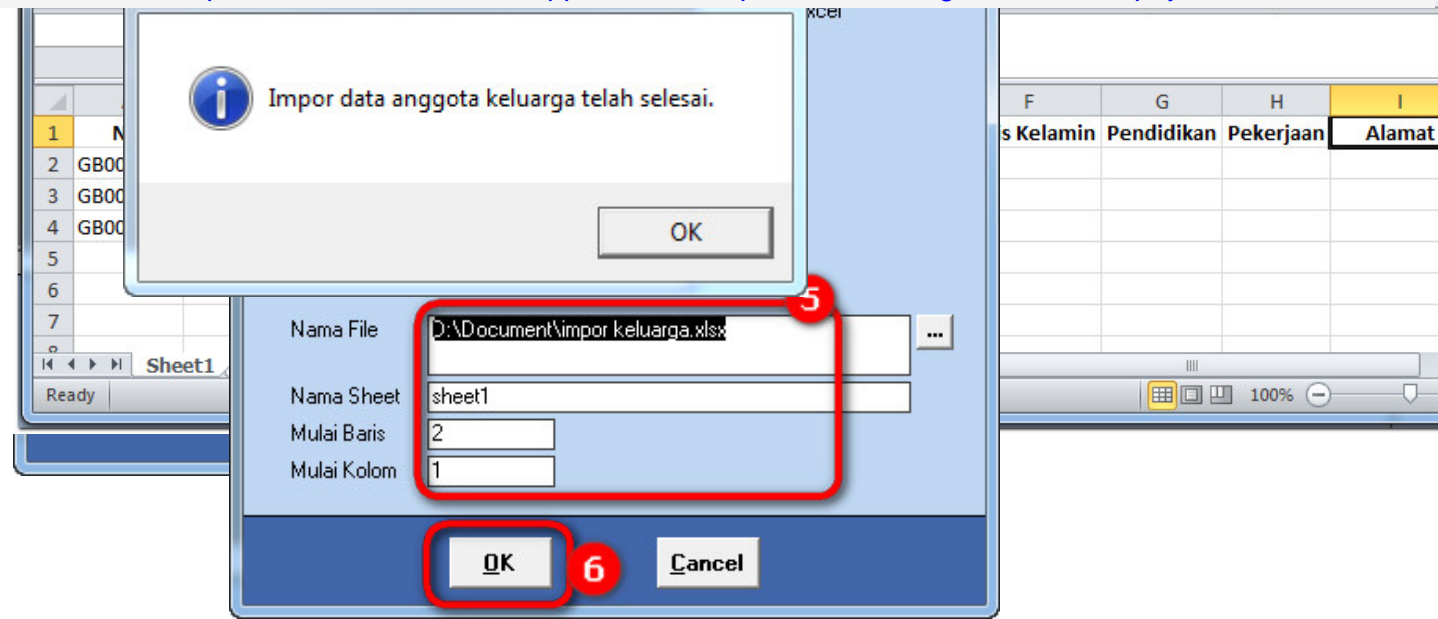 xcel
Impor data anggota keluarga telah selesai.
OK
F G H I
1 N s Kelamin Pendidikan Pekerjaan Alamat
2 GB00
3 GB00
4 GB00
5
6
7
5
Nama File D:\Document\impor keluarga.xlsx ...
Sheet1
Ready 100%
Nama Sheet sheet1
Mulai Baris 2
Mulai Kolom 1
OK 6 Cancel